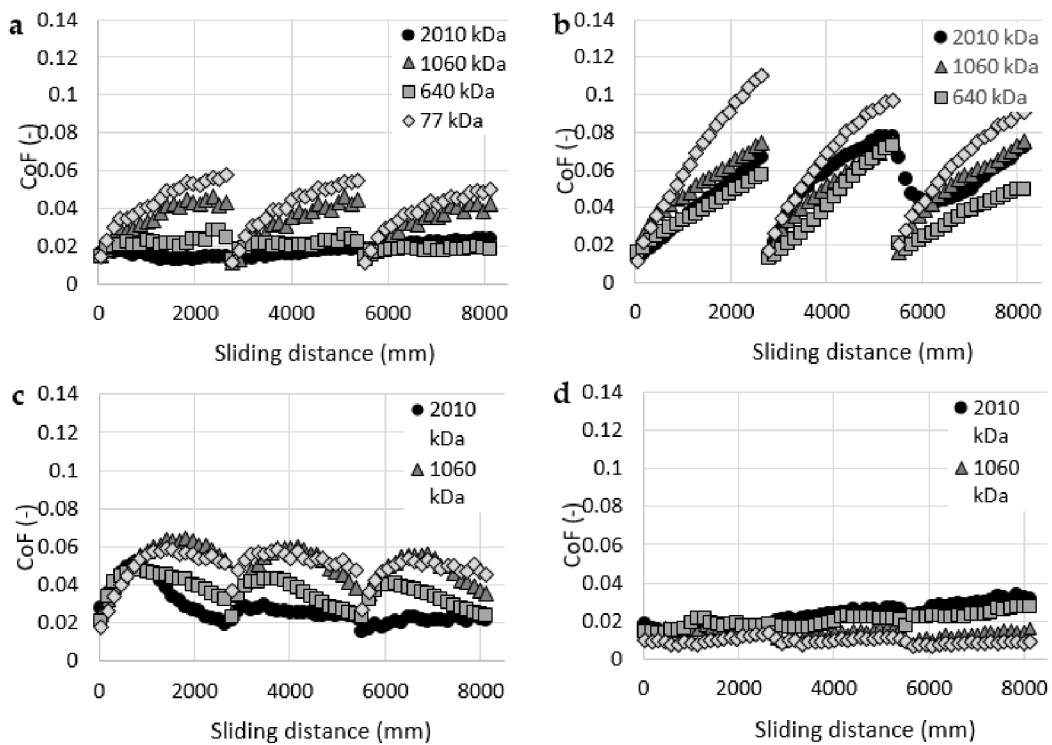 a
0.14
0.12
0.1
0.08
0.06
0.04
0.02
0
CoF (-)
2010 kDa
1060 kDa
640 kDa
77 kDa
0 2000 4000 6000 8000
Sliding distance (mm)
b
0.14
0.12
0.1
0.08
0.06
0.04
0.02
0
CoF (-)
2010 kDa
1060 kDa
640 kDa
0 2000 4000 6000 8000
Sliding distance (mm)
c
0.14
0.12
0.1
0.08
0.06
0.04
0.02
0
CoF (-)
2010
kDa
1060
kDa
0 2000 4000 6000 8000
Sliding distance (mm)
d
0.14
0.12
0.1
0.08
0.06
0.04
0.02
0
CoF (-)
2010
kDa
1060
kDa
0 2000 4000 6000 8000
Sliding distance (mm)